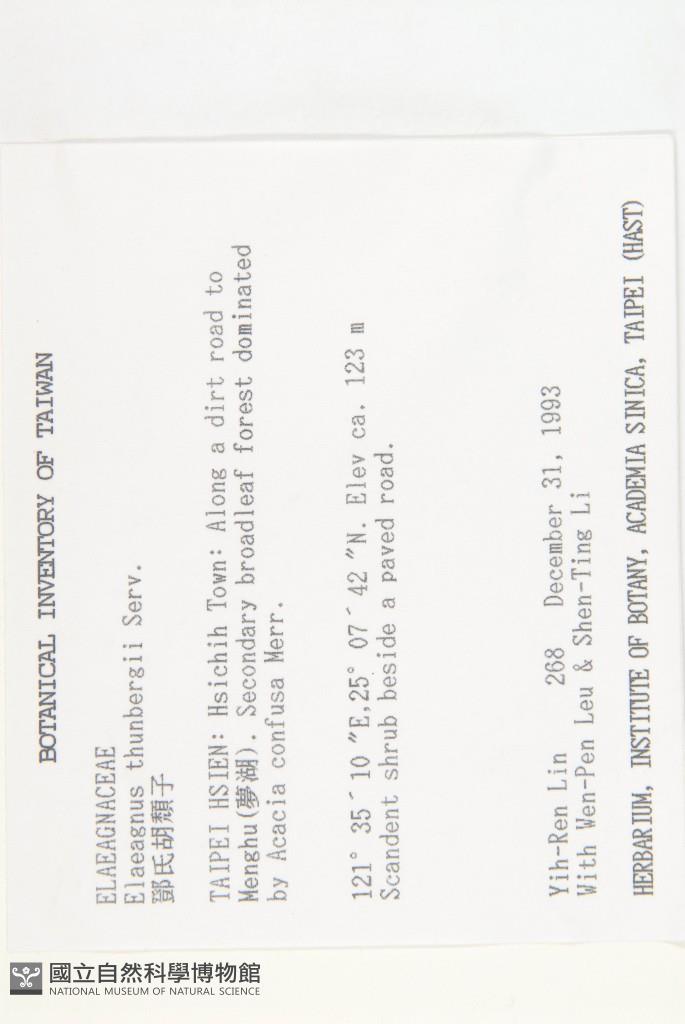 BOTANICAL INVENTORY OF TAIWAN
ELAEAGNACEAE
Elaeagnus thunbergii Serv.
鄧氏胡頹子
TAIPEI HSIEN: Hsichih Town: Along a dirt road to
Menghu(夢湖). Secondary broadleaf forest dominated
by Acacia confusa Merr.
121° 35´ 10 ″E,25° 07´ 42 ″N. Elev ca. 123 m
Scandent shrub beside a paved road.
Yih-Ren Lin 268 December 31, 1993
With Wen-Pen Leu & Shen-Ting Li
HERBARIUM, INSTITUTE OF BOTANY, ACADEMIA SINICA, TAIPEI (HAST)
國立自然科學博物館
NATIONAL MUSEUM OF NATURAL SCIENCE